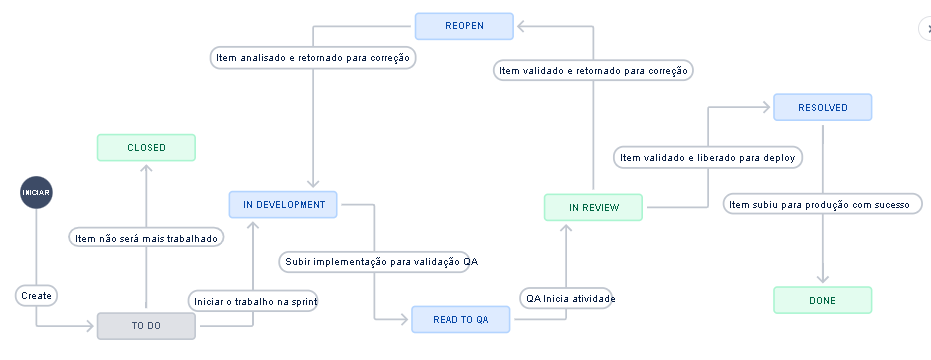 REOPEN
Item analisado e retornado para correção
Item validado e retornado para correção
RESOLVED
CLOSED
Item validado e liberado para deploy
INICIAR
IN DEVELOPMENT
IN REVIEW
Item subiu para produção com sucesso
Item não será mais trabalhado
Subir implementação para validação QA
Create
Iniciar o trabalho na sprint
QA Inicia atividade
DONE
TO DO
READ TO QA